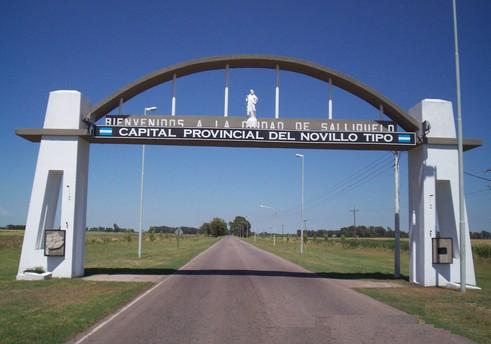 BIENVENIDOS A LA CIUDAD DE SALLIQUELO
CAPITAL PROVINCIAL DEL NOVILLO TIPO